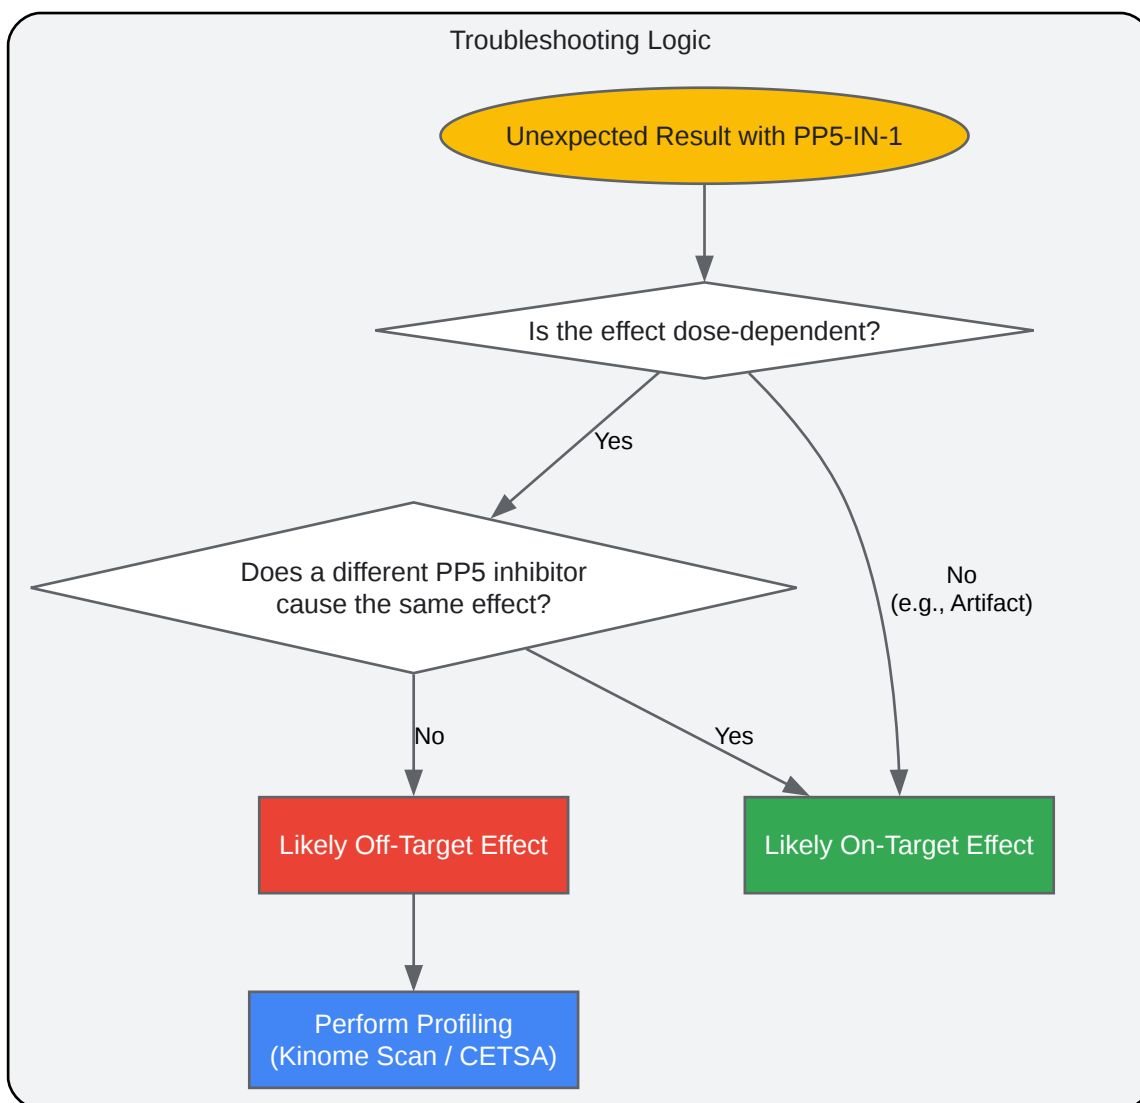 Troubleshooting Logic
Unexpected Result with PP5-IN-1
Is the effect dose-dependent?
Yes
No
(e.g., Artifact)
Does a different PP5 inhibitor
cause the same effect?
No
Yes
Likely Off-Target Effect
Likely On-Target Effect
Perform Profiling
(Kinome Scan / CETSA)